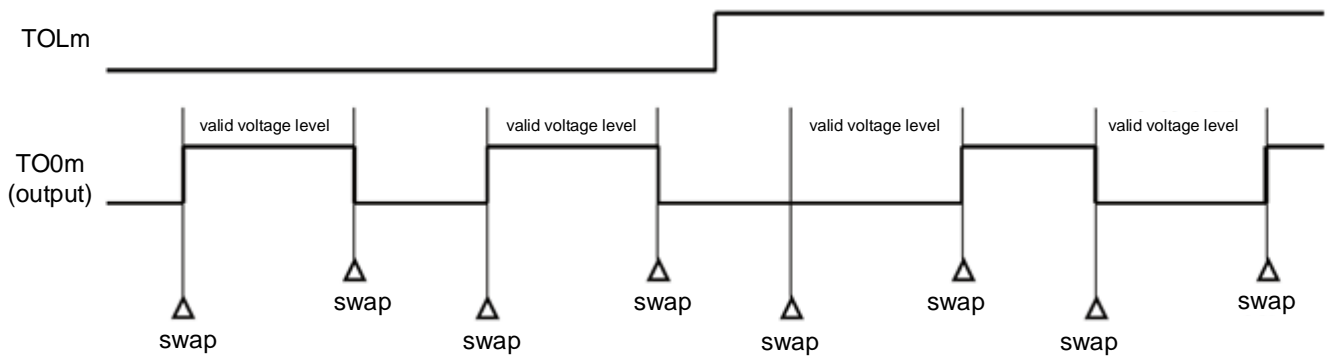 TOLm
valid voltage level
valid voltage level
valid voltage level
valid voltage level
TO0m
(output)
swap
swap
swap
swap
swap
swap
swap
swap